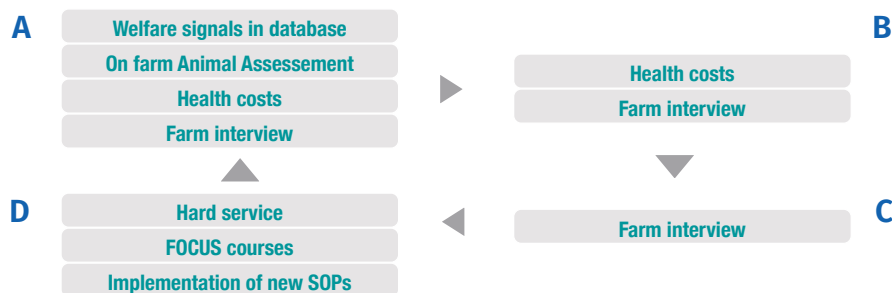 A
Welfare signals in database
On farm Animal Assessement
Health costs
Farm interview
B
Health costs
Farm interview
D
Hard service
FOCUS courses
Implementation of new SOPs
C
Farm interview